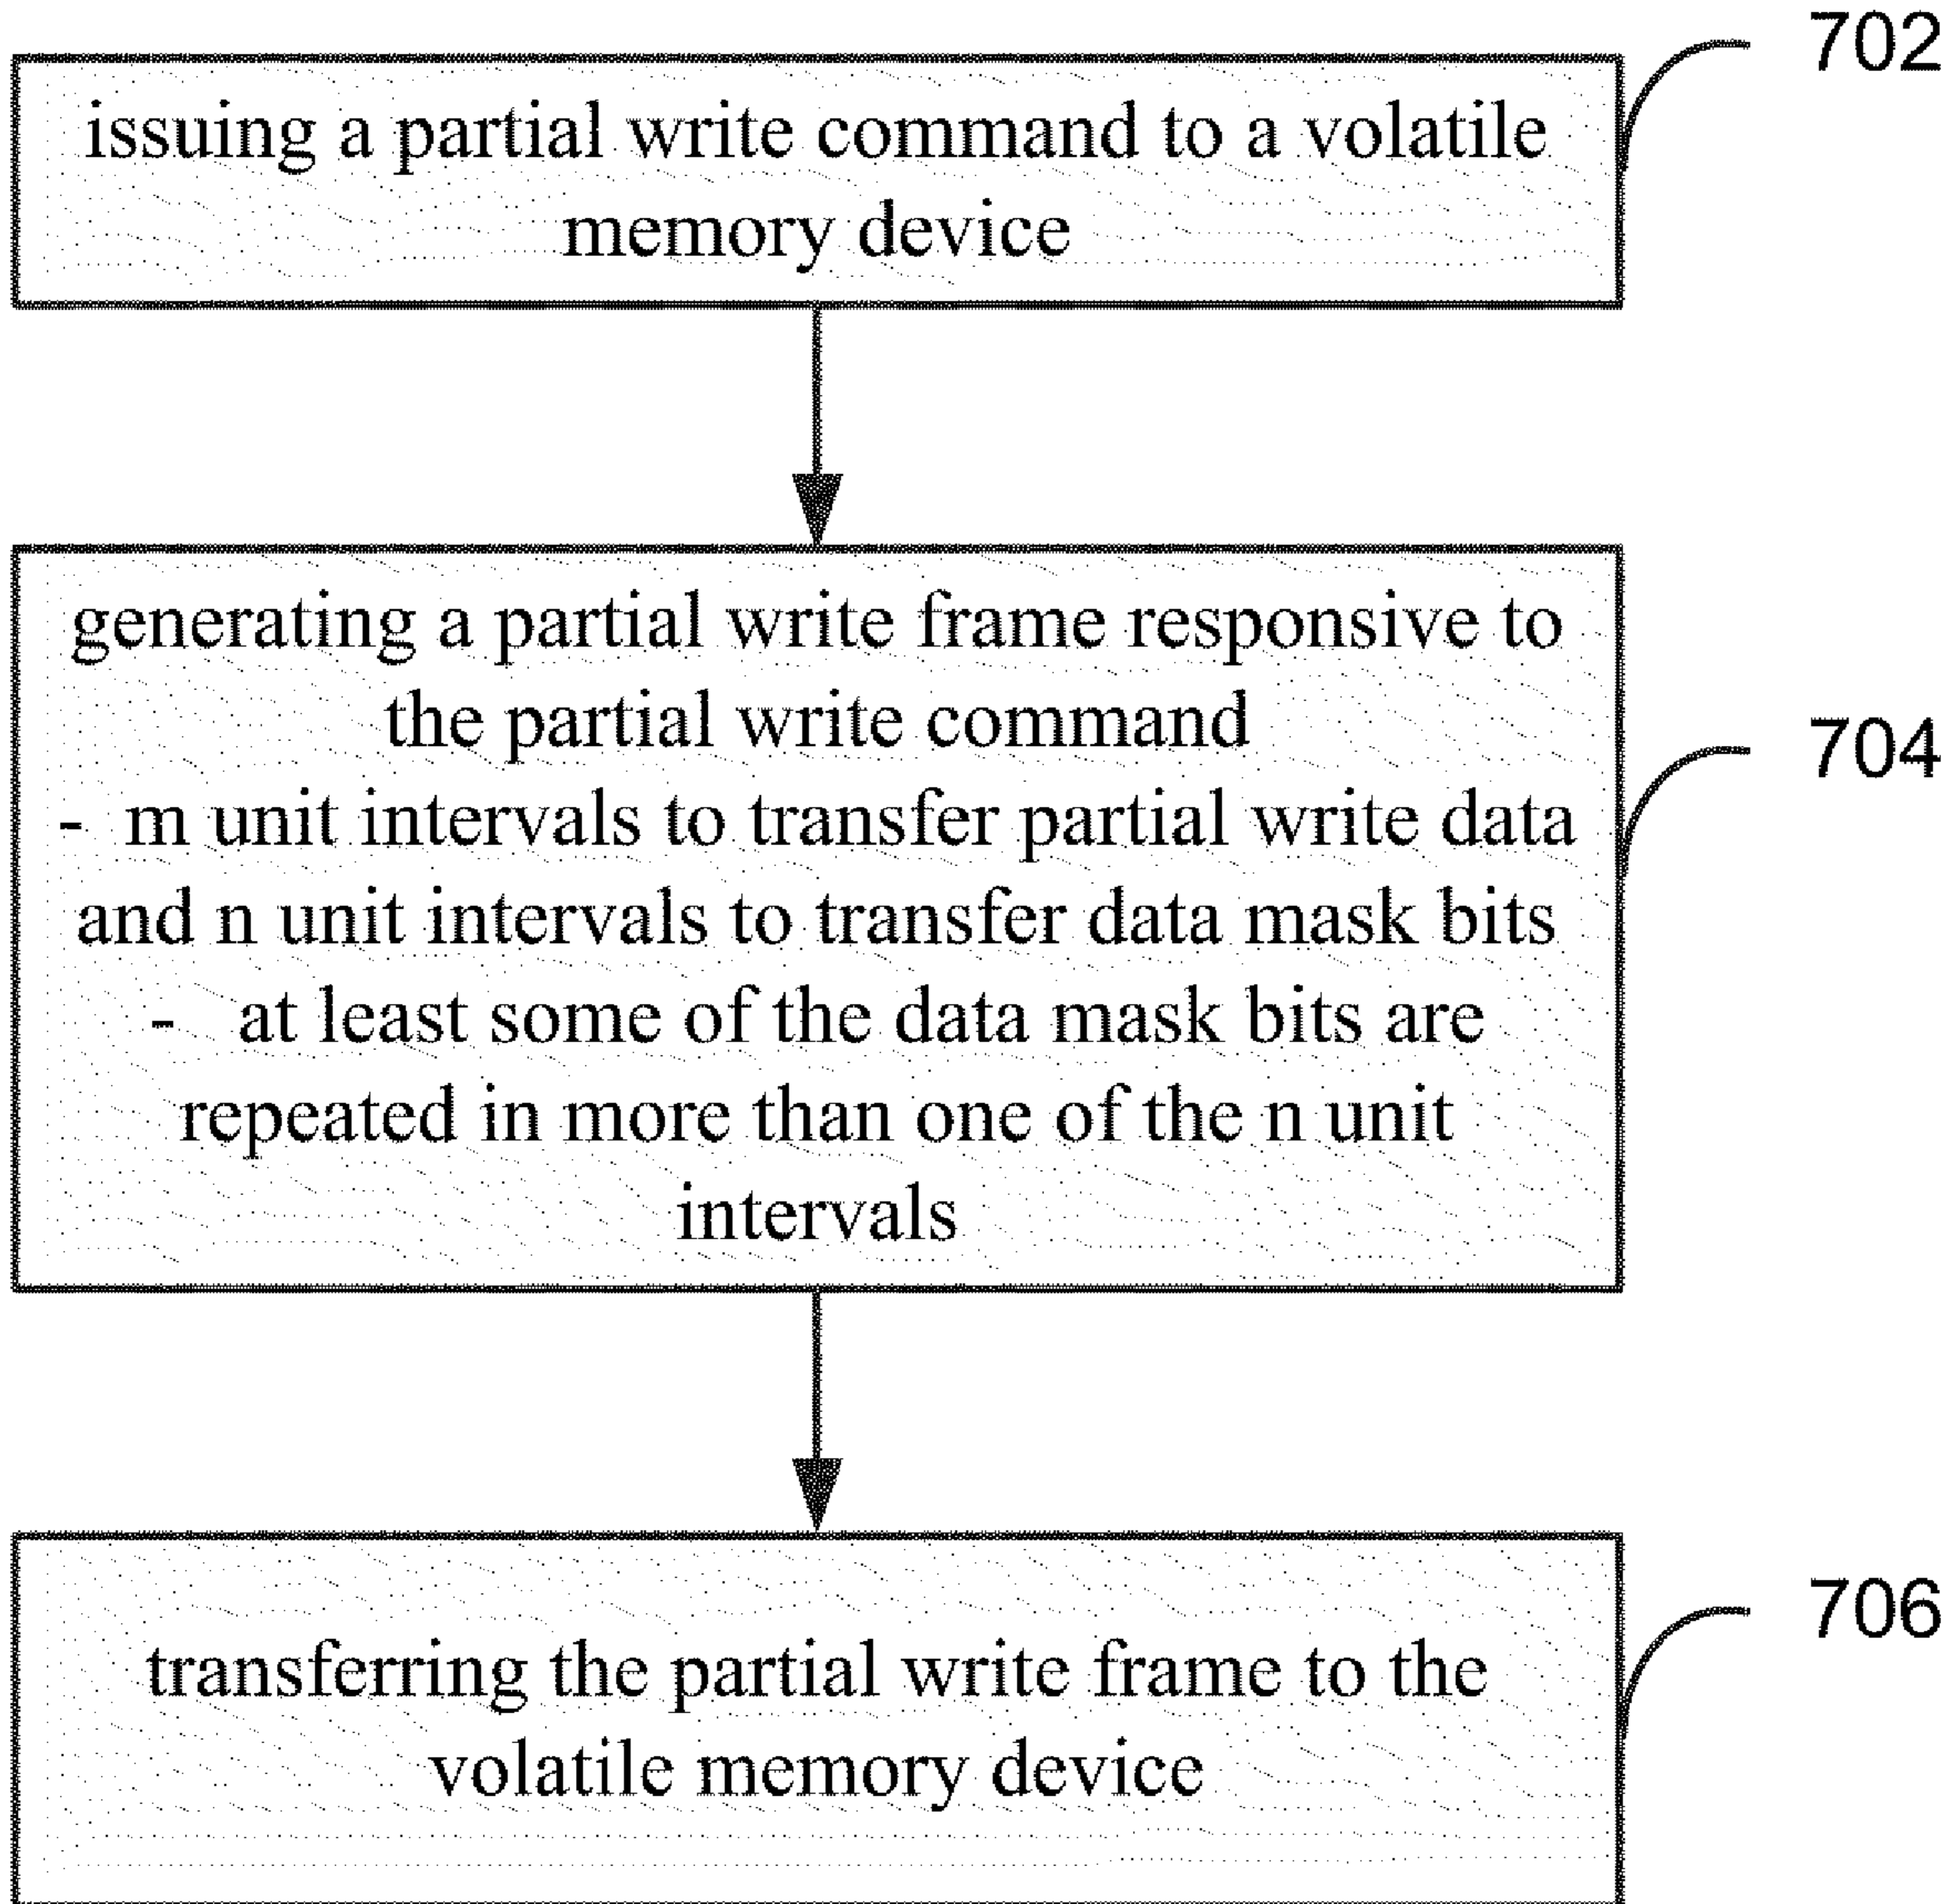 702
issuing a partial write command to a volatile
memory device
generating a partial write frame responsive to
the partial write command
704
- m unit intervals to transfer partial write data
and n unit intervals to transfer data mask bits
- at least some of the data mask bits are
repeated in more than one of the n unit
intervals
706
transferring the partial write frame to the
volatile memory device